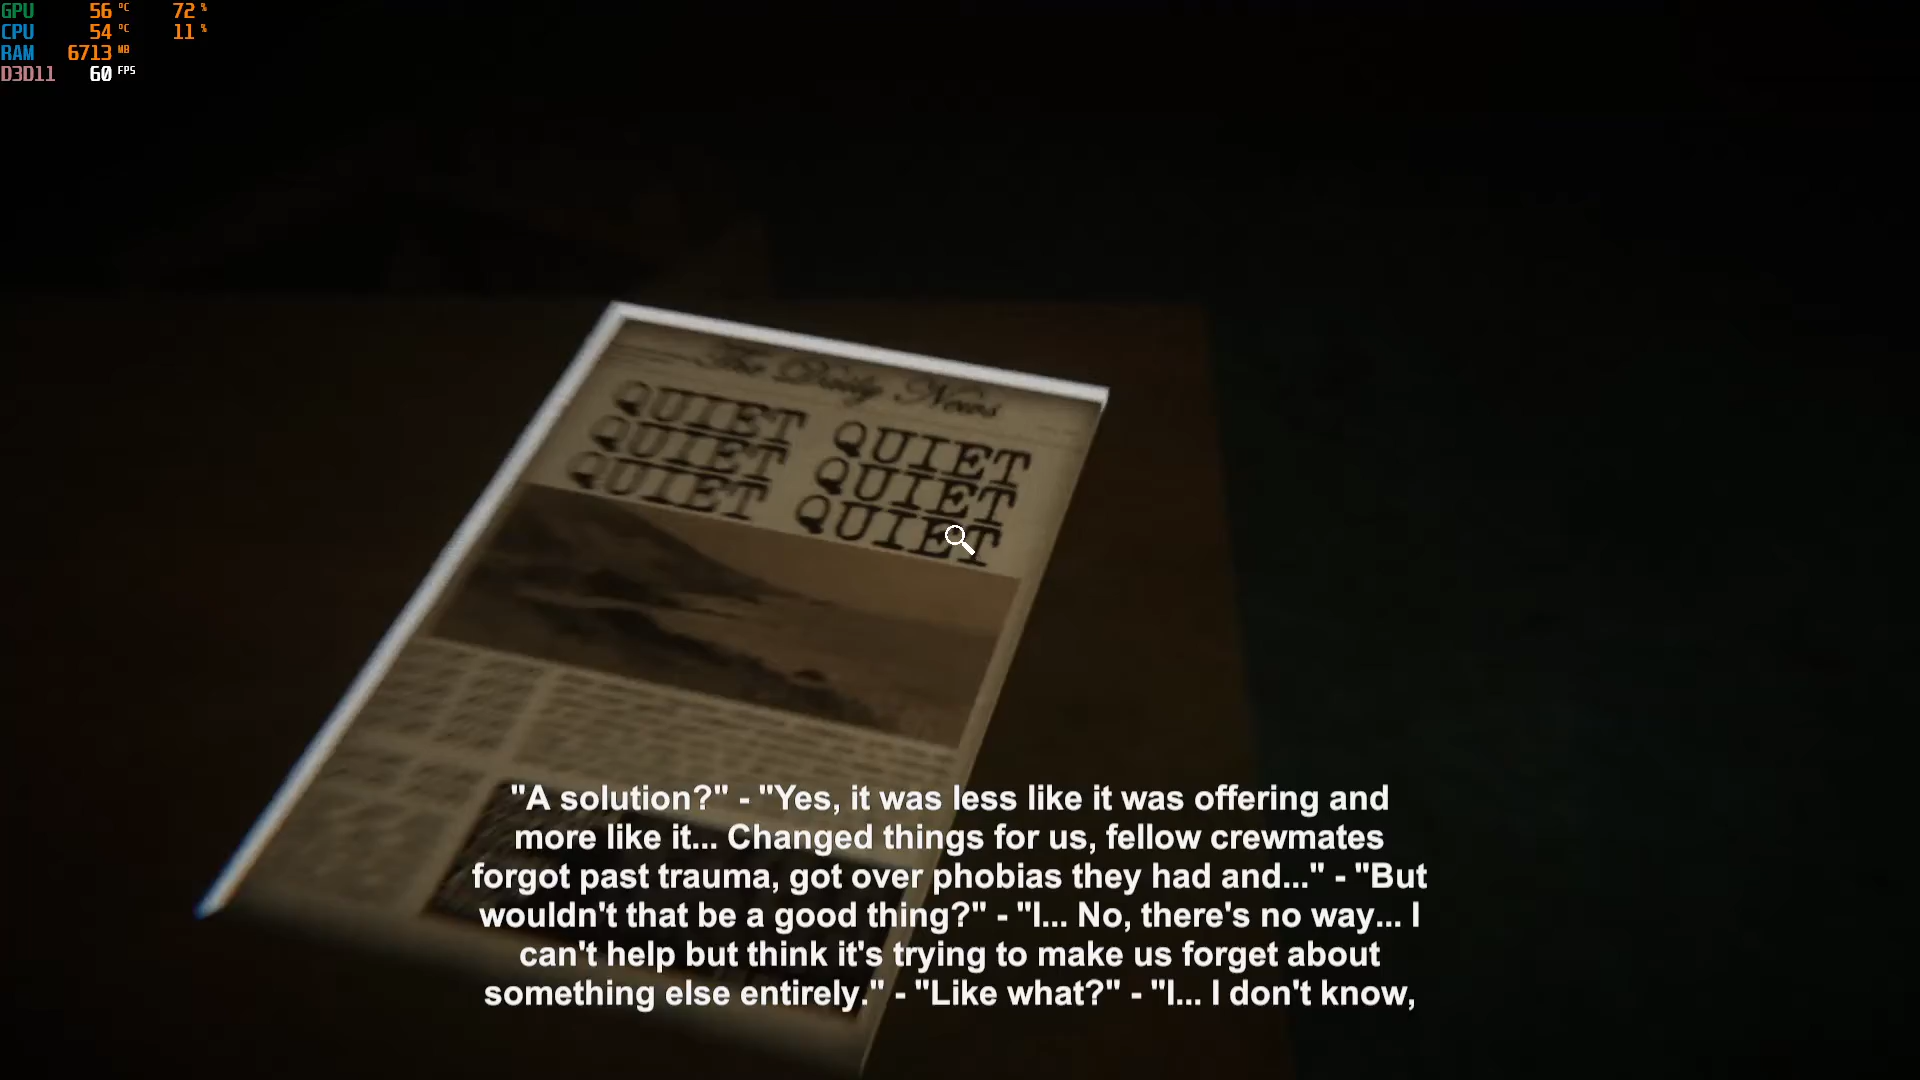 GPU 56 °C 72 %
CPU 54 °C 11 %
RAM 6713 MB
D3D11 60 FPS
The Daily News
QUIET QUIET
QUIET QUIET
QUIET QUIET
"A solution?" - "Yes, it was less like it was offering and
more like it... Changed things for us, fellow crewmates
forgot past trauma, got over phobias they had and..." - "But
wouldn't that be a good thing?" - "I... No, there's no way... I
can't help but think it's trying to make us forget about
something else entirely." - "Like what?" - "I... I don't know,